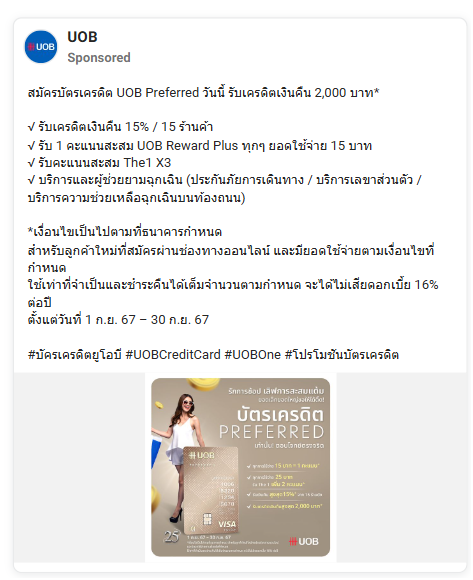 UOB
UOB
Sponsored
สมัครบัตรเครดิต UOB Preferred วันนี้ รับเครดิตเงินคืน 2,000 บาท*
√ รับเครดิตเงินคืน 15% / 15 ร้านค้า
√ รับ 1 คะแนนสะสม UOB Reward Plus ทุกๆ ยอดใช้จ่าย 15 บาท
√ รับคะแนนสะสม The1 X3
√ บริการและผู้ช่วยยามฉุกเฉิน (ประกันภัยการเดินทาง / บริการเลขาส่วนตัว /
บริการความช่วยเหลือฉุกเฉินบนท้องถนน)
*เงื่อนไขเป็นไปตามที่ธนาคารกำหนด
สำหรับลูกค้าใหม่ที่สมัครผ่านช่องทางออนไลน์ และมียอดใช้จ่ายตามเงื่อนไขที่
กำหนด
ใช้เท่าที่จำเป็นและชำระคืนได้เต็มจำนวนตามกำหนด จะได้ไม่เสียดอกเบี้ย 16%
ต่อปี
ตั้งแต่วันที่ 1 ก.ย. 67 – 30 ก.ย. 67
#บัครเครดิตยูโอบี #UOBCreditCard #UOBOne #โปรโมชันบัตรเครดิต
บัตรเครดิต
PREFERRED
UOB
VISA
25
UOB